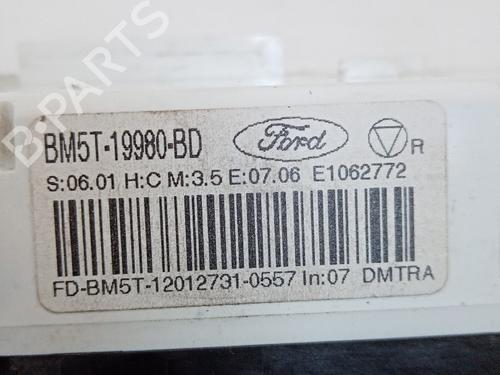 B-PARTS
BM5T-19980-BD
Ford
R
S:06.01 H:C M:3.5 E:07.06 E1062772
FD-BM5T-12012731-0557 In:07 DMTRA